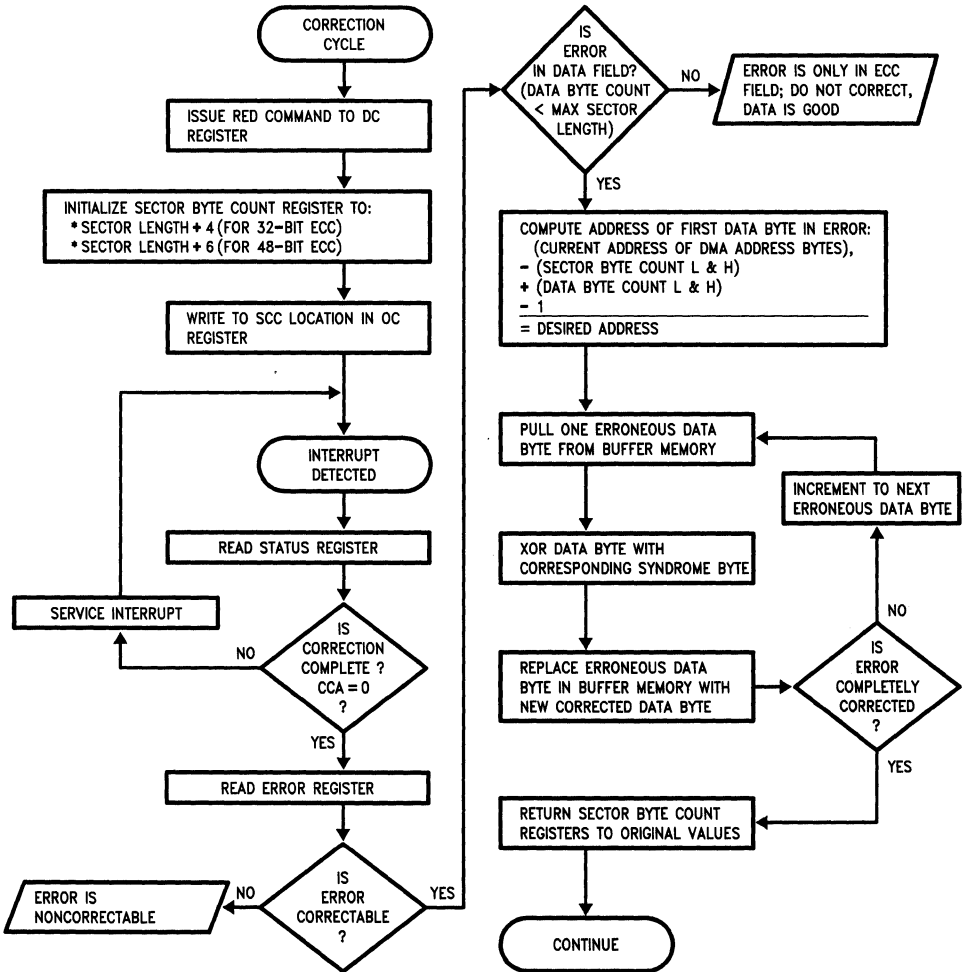 CORRECTION
CYCLE
ISSUE RED COMMAND TO DC
REGISTER
INITIALIZE SECTOR BYTE COUNT REGISTER TO:
* SECTOR LENGTH + 4 (FOR 32-BIT ECC)
* SECTOR LENGTH + 6 (FOR 48-BIT ECC)
WRITE TO SCC LOCATION IN OC
REGISTER
INTERRUPT
DETECTED
READ STATUS REGISTER
SERVICE INTERRUPT
IS
CORRECTION
COMPLETE ?
CCA = 0
?
NO
YES
READ ERROR REGISTER
IS
ERROR
CORRECTABLE
?
NO
YES
ERROR IS
NONCORRECTABLE
IS
ERROR
IN DATA FIELD?
(DATA BYTE COUNT
< MAX SECTOR
LENGTH)
NO
ERROR IS ONLY IN ECC
FIELD; DO NOT CORRECT,
DATA IS GOOD
YES
COMPUTE ADDRESS OF FIRST DATA BYTE IN ERROR:
(CURRENT ADDRESS OF DMA ADDRESS BYTES),
- (SECTOR BYTE COUNT L & H)
+ (DATA BYTE COUNT L & H)
- 1
= DESIRED ADDRESS
PULL ONE ERRONEOUS DATA
BYTE FROM BUFFER MEMORY
INCREMENT TO NEXT
ERRONEOUS DATA BYTE
XOR DATA BYTE WITH
CORRESPONDING SYNDROME BYTE
REPLACE ERRONEOUS DATA
BYTE IN BUFFER MEMORY WITH
NEW CORRECTED DATA BYTE
NO
IS
ERROR
COMPLETELY
CORRECTED
?
YES
RETURN SECTOR BYTE COUNT
REGISTERS TO ORIGINAL VALUES
CONTINUE